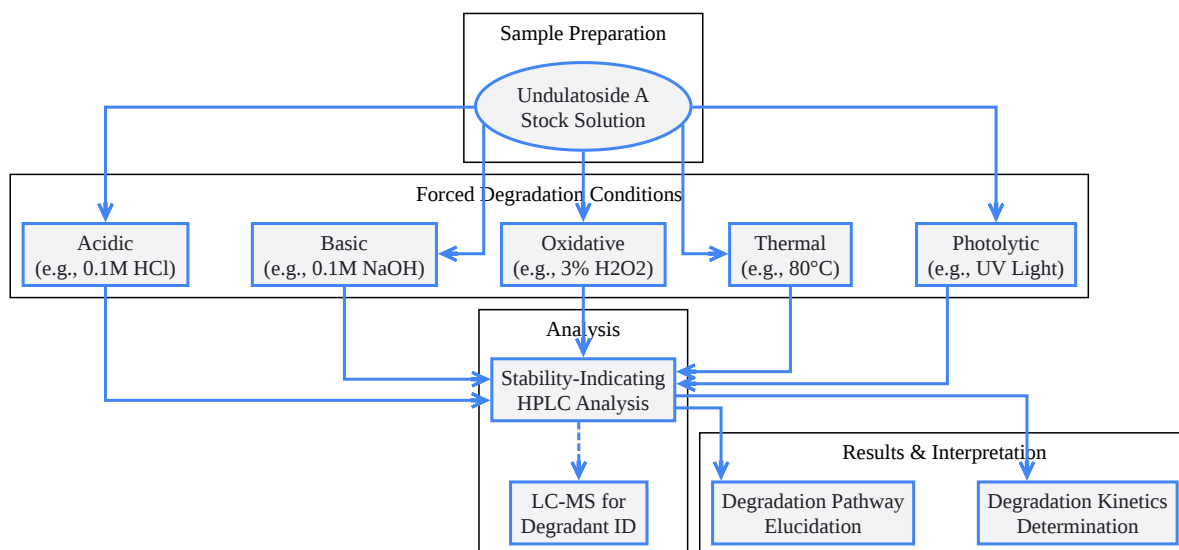 Sample Preparation
Undulatoside A
Stock Solution
Forced Degradation Conditions
Acidic
(e.g., 0.1M HCl)
Basic
(e.g., 0.1M NaOH)
Oxidative
(e.g., 3% H2O2)
Thermal
(e.g., 80°C)
Photolytic
(e.g., UV Light)
Analysis
Stability-Indicating
HPLC Analysis
LC-MS for
Degradant ID
Results & Interpretation
Degradation Pathway
Elucidation
Degradation Kinetics
Determination